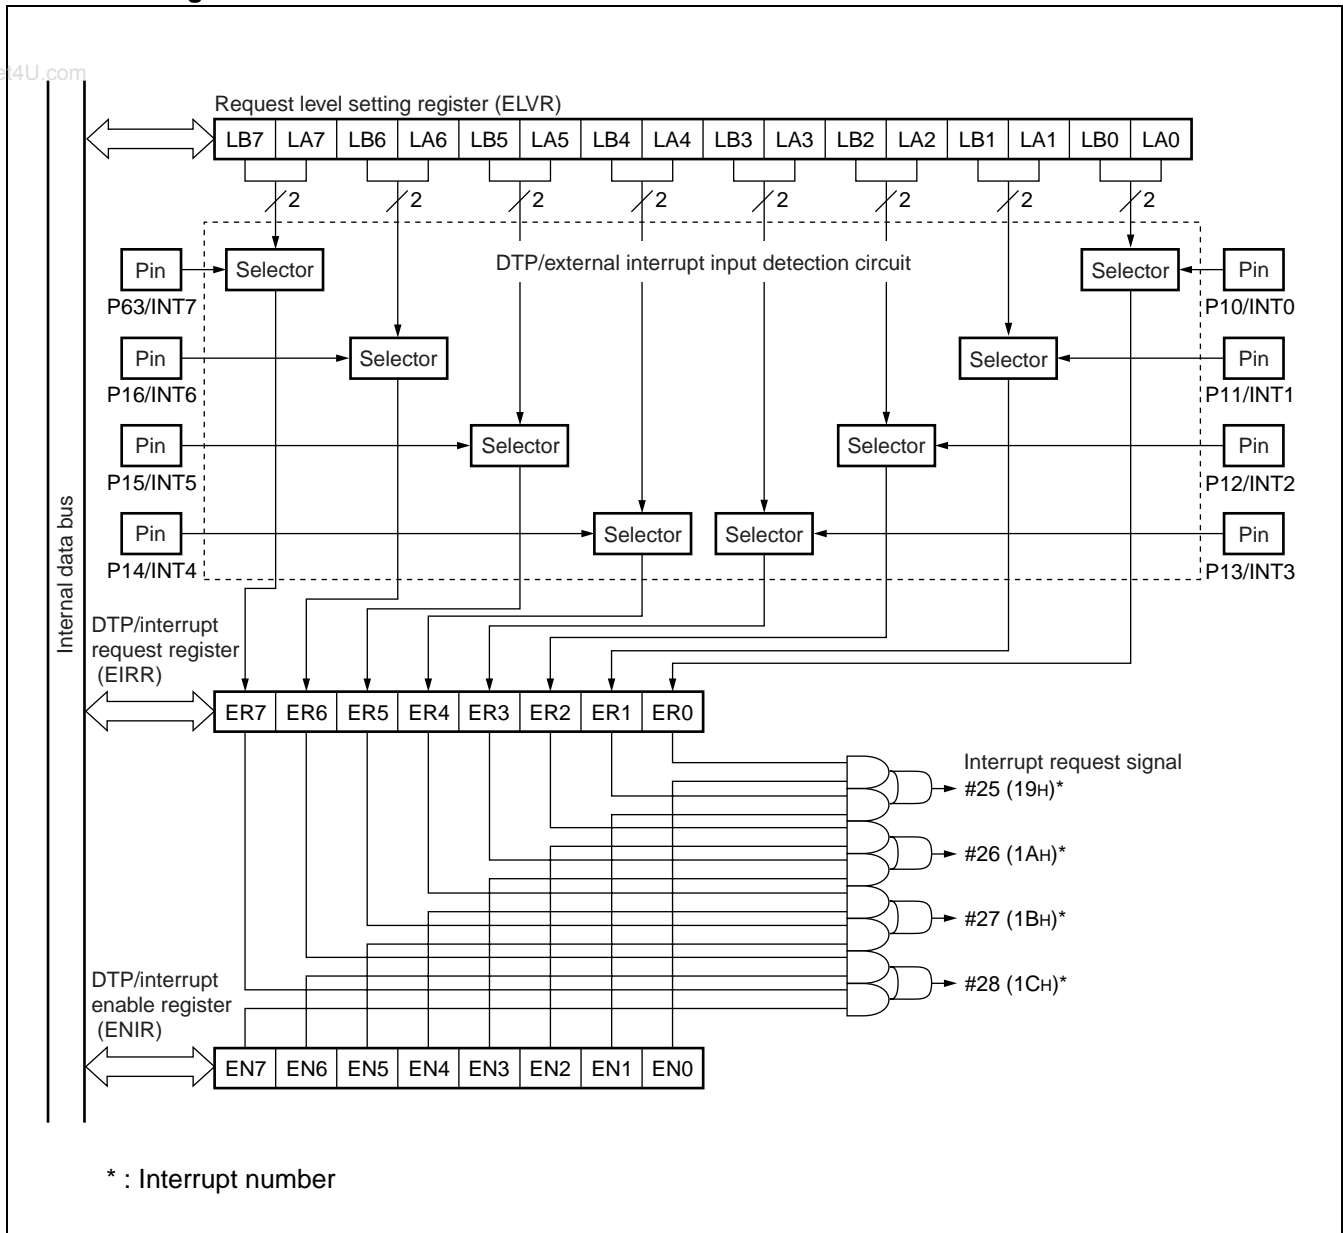 et4U.com
Request level setting register (ELVR)
LB7 LA7 LB6 LA6 LB5 LA5 LB4 LA4 LB3 LA3 LB2 LA2 LB1 LA1 LB0 LA0
2 2 2 2 2 2 2 2
DTP/external interrupt input detection circuit
Pin Selector Selector Pin
P63/INT7 P10/INT0
Pin Selector Selector Pin
P16/INT6 P11/INT1
Pin Selector Selector Pin
P15/INT5 P12/INT2
Pin Selector Selector Pin
P14/INT4 P13/INT3
Internal data bus
DTP/interrupt
request register
(EIRR)
ER7 ER6 ER5 ER4 ER3 ER2 ER1 ER0
Interrupt request signal
#25 (19H)*
#26 (1AH)*
#27 (1BH)*
#28 (1CH)*
DTP/interrupt
enable register
(ENIR)
EN7 EN6 EN5 EN4 EN3 EN2 EN1 EN0
* : Interrupt number